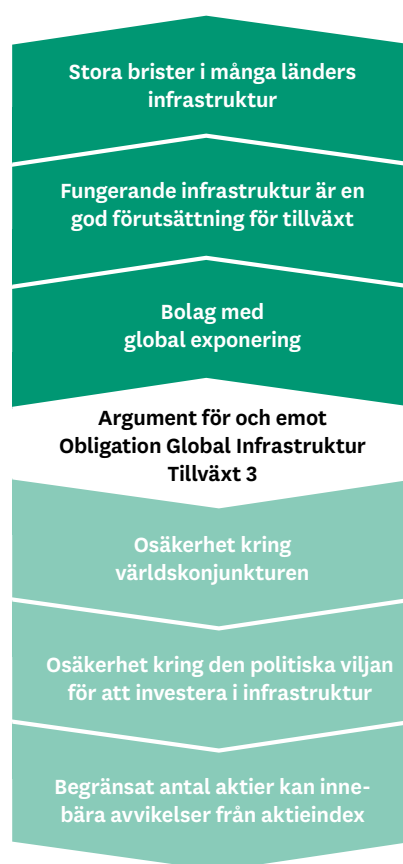 Stora brister i många länders
infrastruktur
Fungerande infrastruktur är en
god förutsättning för tillväxt
Bolag med
global exponering
Argument för och emot
Obligation Global Infrastruktur
Tillväxt 3
Osäkerhet kring
världskonjunkturen
Osäkerhet kring den politiska viljan
för att investera i infrastruktur
Begränsat antal aktier kan inne-
bära avvikelser från aktieindex